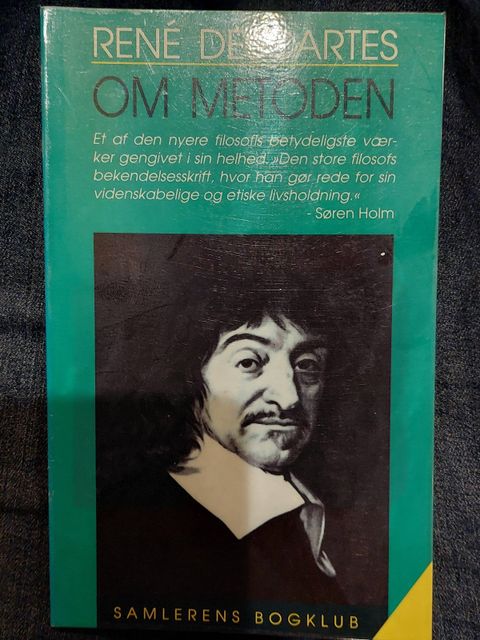 RENÉ DESCARTES
OM METODEN
Et af den nyere filosofis betydeligste vær-
ker gengivet i sin helhed. »Den store filosofs
bekendelsesskrift, hvor han gør rede for sin
videnskabelige og etiske livsholdning.«
- Søren Holm
SAMLERENS BOGKLUB